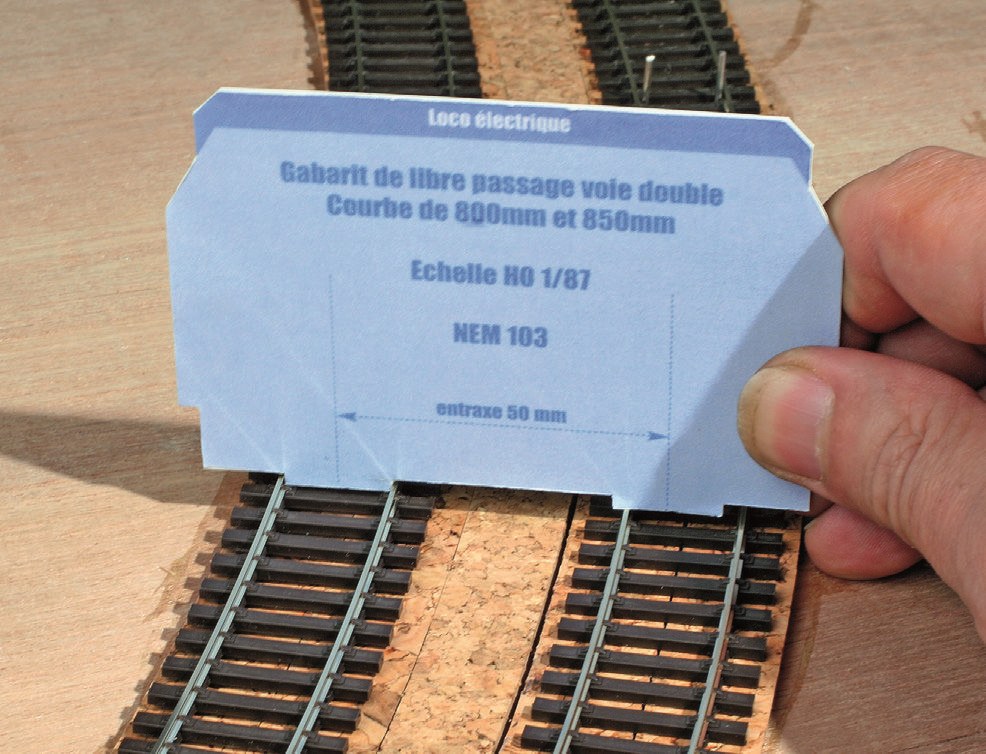 Loco électrique
Gabarit de libre passage voie double
Courbe de 800mm et 850mm
Echelle HO 1/87
NEM 103
entraxe 50 mm